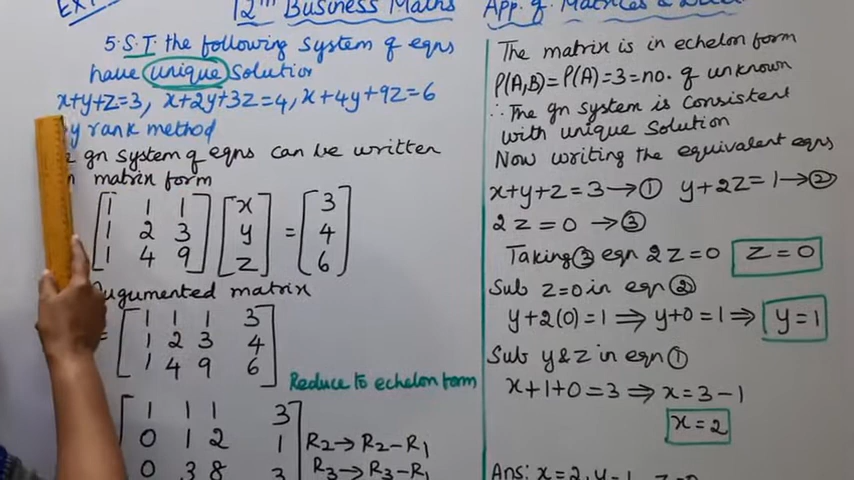 12th Business Maths
App. of Matrices &
5. S.T. the following system of eqns
have unique Solution
x+y+z=3, x+2y+3z=4, x+4y+9z=6
y rank method
gn system of eqns can be written
matrix form
[1 1 1] [x] [3]
[1 2 3] [y] = [4]
[1 4 9] [z] [6]
Augumented matrix
= [1 1 1 3]
[1 2 3 4]
[1 4 9 6]
Reduce to echelon form
[1 1 1 3]
0 1 2 1 R2→R2-R1
0 3 8 3 R3→R3-R1
The matrix is in echelon form
ρ(A,B)=ρ(A)=3=no. of unknown
∴ The gn system is consistent
with unique solution
Now writing the equivalent eqns
x+y+z=3→① y+2z=1→②
2z=0 →③
Taking ③ eqn 2z=0 z=0
Sub z=0 in eqn ②
y+2(0)=1 ⇒ y+0=1 ⇒ y=1
Sub y&z in eqn ①
x+1+0=3 ⇒ x=3-1
x=2
Ans: x=2, y=1, z=0